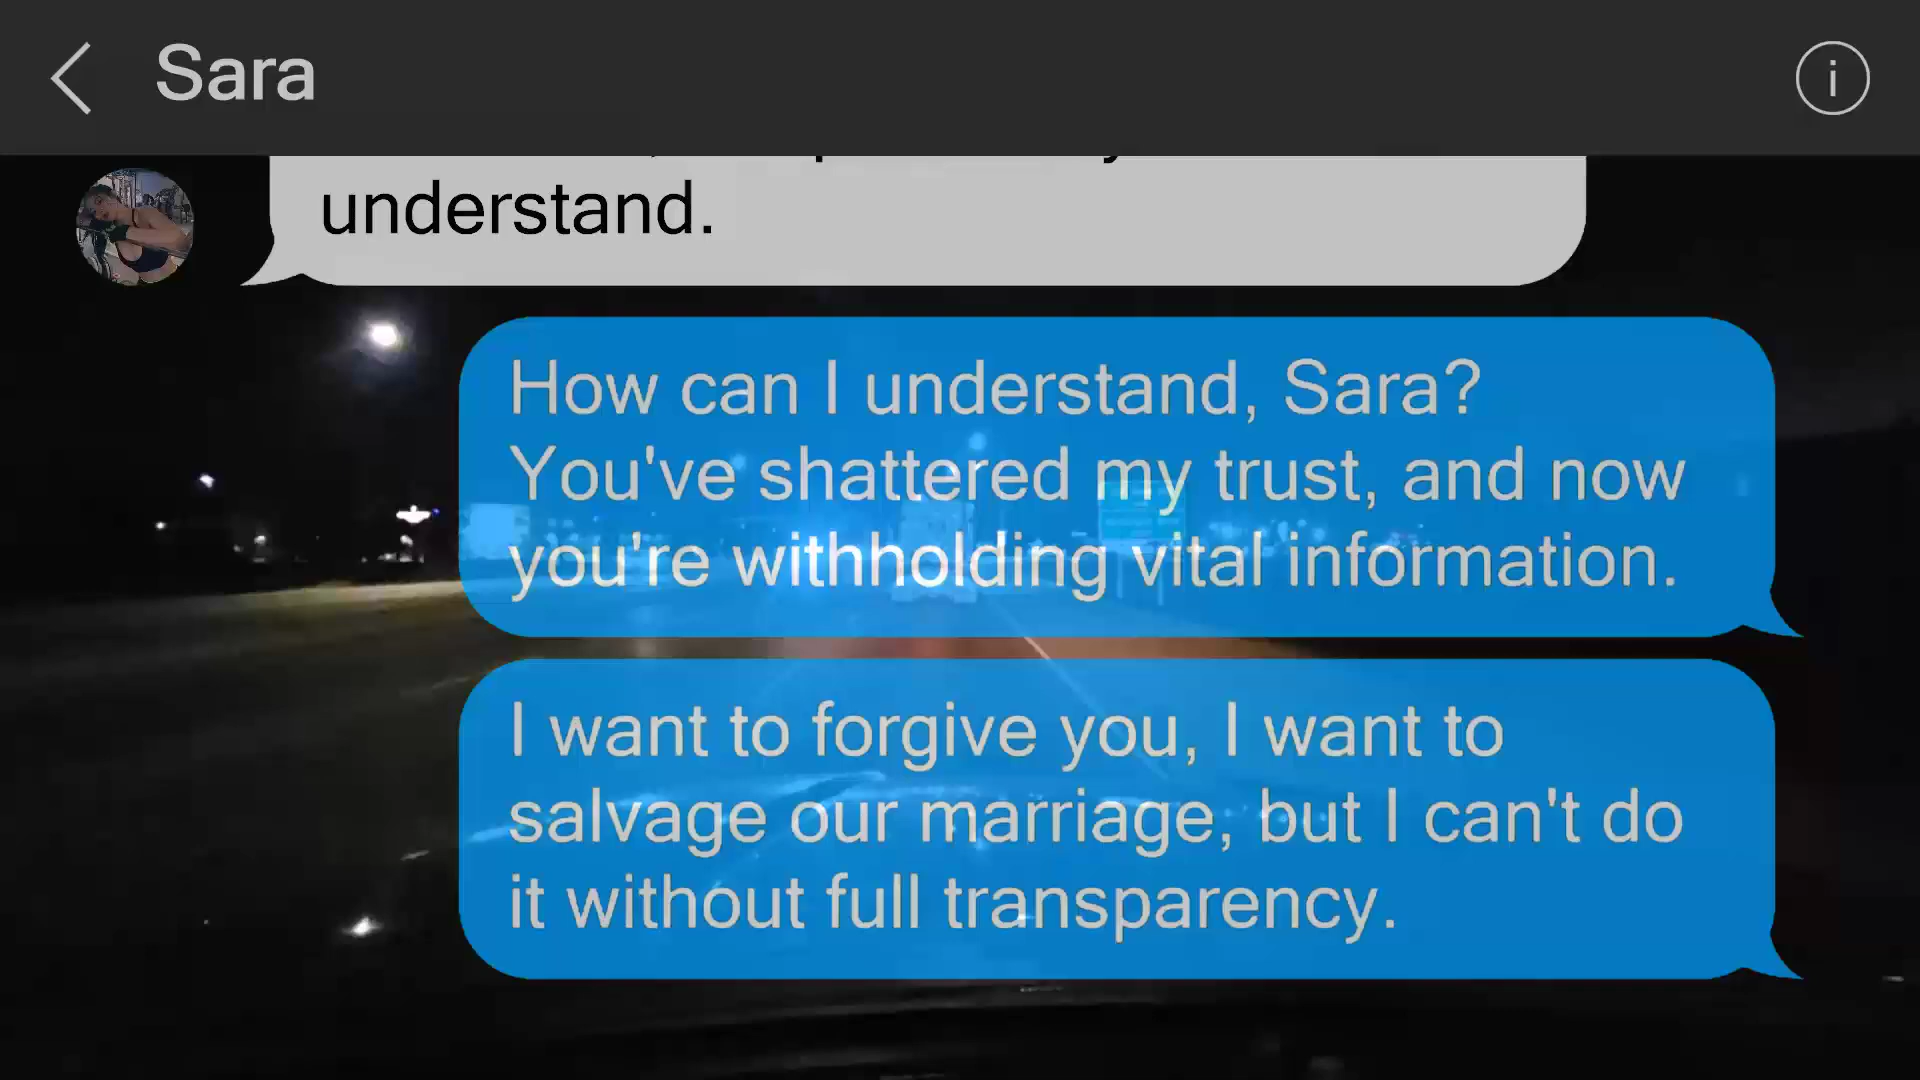 Sara
understand.
How can I understand, Sara?
You've shattered my trust, and now
you're withholding vital information.
I want to forgive you, I want to
salvage our marriage, but I can't do
it without full transparency.